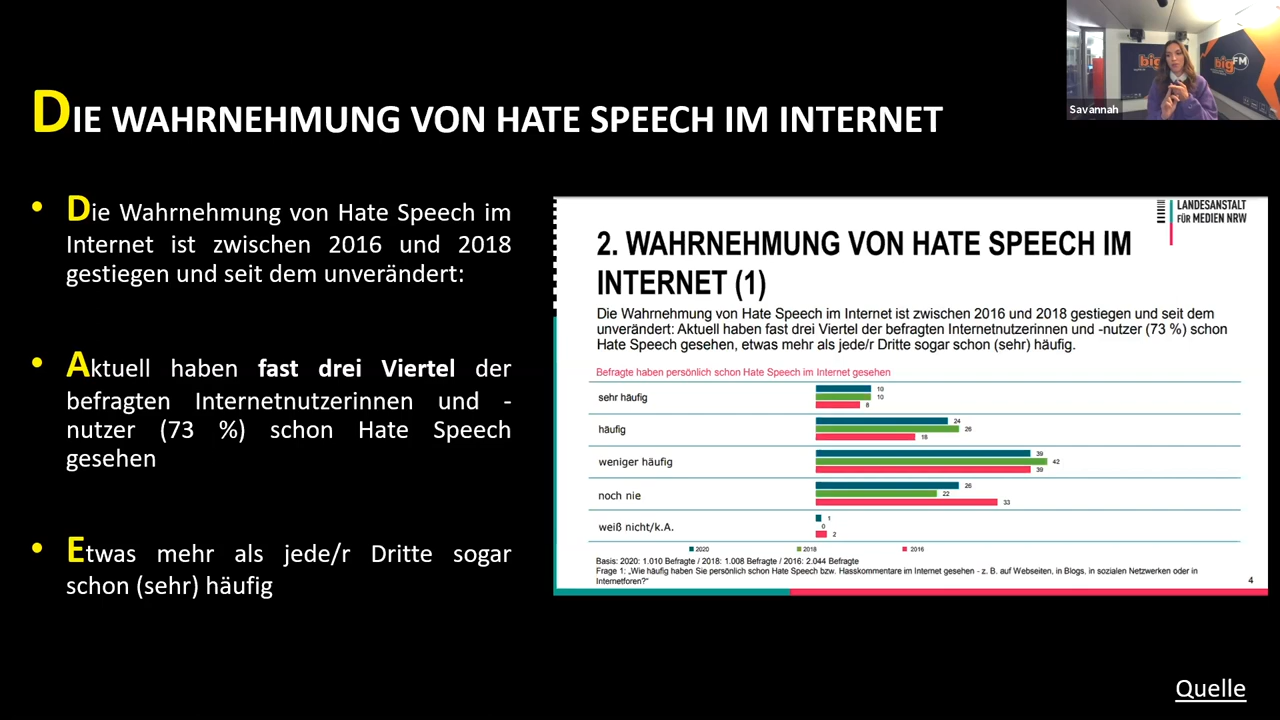 DIE WAHRNEHMUNG VON HATE SPEECH IM INTERNET
• Die Wahrnehmung von Hate Speech im
Internet ist zwischen 2016 und 2018
gestiegen und seit dem unverändert:
• Aktuell haben fast drei Viertel der
befragten Internetnutzerinnen und -
nutzer (73 %) schon Hate Speech
gesehen
• Etwas mehr als jede/r Dritte sogar
schon (sehr) häufig
big
bigFM
Savannah
LANDESANSTALT
FÜR MEDIEN NRW
2. WAHRNEHMUNG VON HATE SPEECH IM
INTERNET (1)
Die Wahrnehmung von Hate Speech im Internet ist zwischen 2016 und 2018 gestiegen und seit dem
unverändert: Aktuell haben fast drei Viertel der befragten Internetnutzerinnen und -nutzer (73 %) schon
Hate Speech gesehen, etwas mehr als jede/r Dritte sogar schon (sehr) häufig.
Befragte haben persönlich schon Hate Speech im Internet gesehen
sehr häufig
10
10
8
häufig
24
26
18
weniger häufig
39
42
39
noch nie
26
22
33
weiß nicht/k.A.
1
0
2
2020 2018 2016
Basis: 2020: 1.010 Befragte / 2018: 1.008 Befragte / 2016: 2.044 Befragte
Frage 1: „Wie häufig haben Sie persönlich schon Hate Speech bzw. Hasskommentare im Internet gesehen - z. B. auf Webseiten, in Blogs, in sozialen Netzwerken oder in
Internetforen?“
4
Quelle